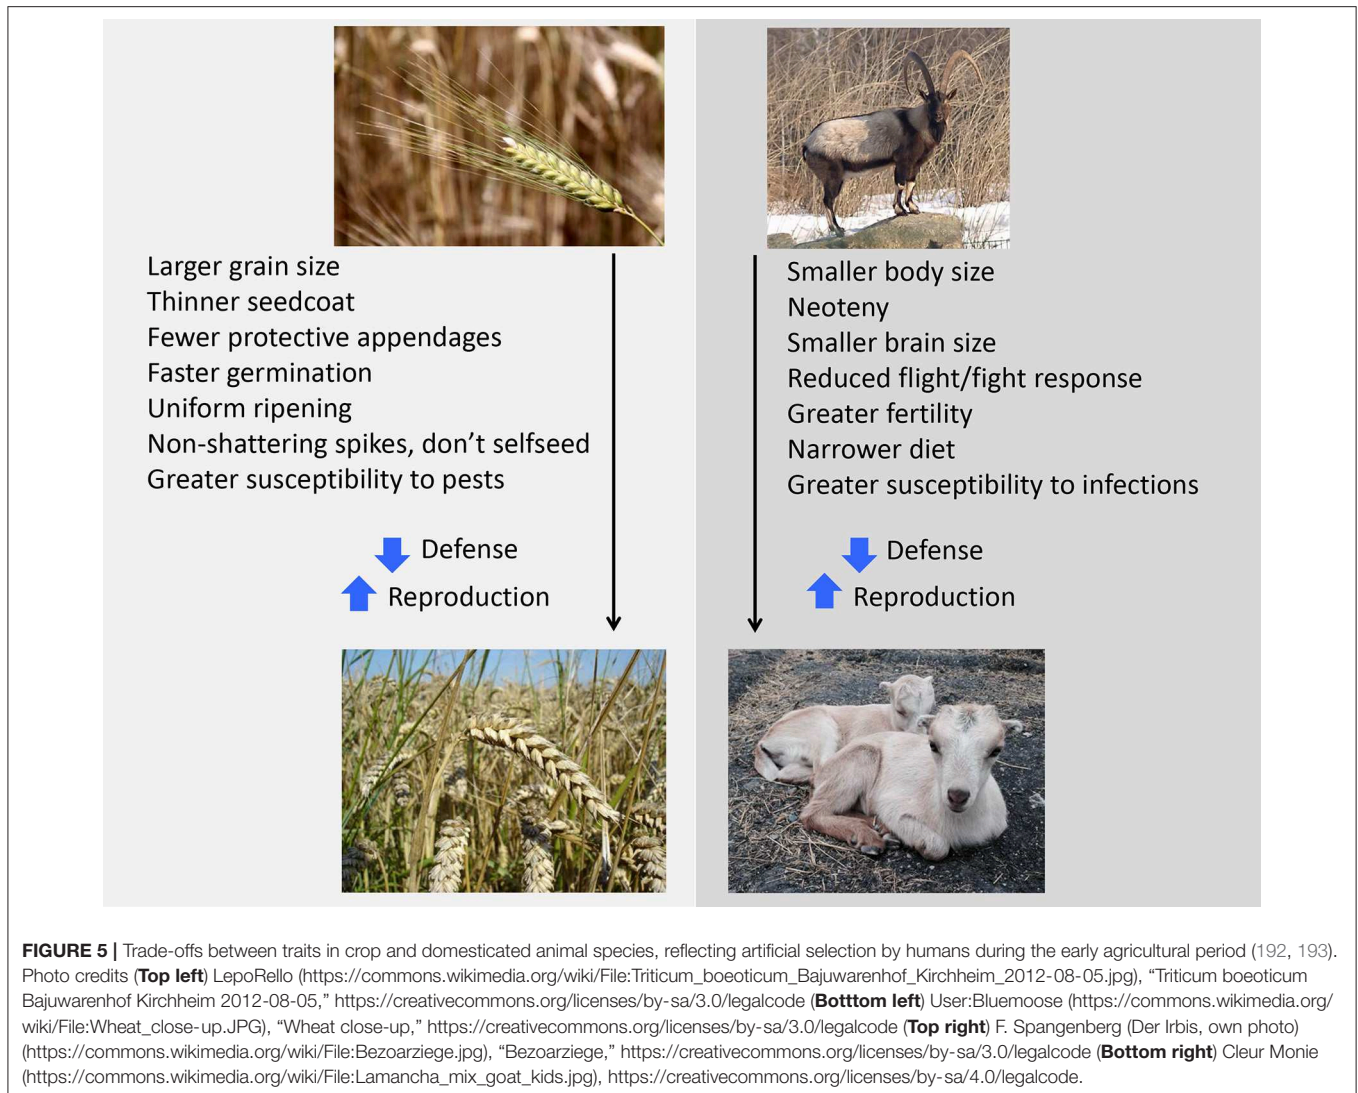 Larger grain size
Thinner seedcoat
Fewer protective appendages
Faster germination
Uniform ripening
Non-shattering spikes, don't selfseed
Greater susceptibility to pests
Defense
Reproduction
Smaller body size
Neoteny
Smaller brain size
Reduced flight/fight response
Greater fertility
Narrower diet
Greater susceptibility to infections
Defense
Reproduction
FIGURE 5 | Trade-offs between traits in crop and domesticated animal species, reflecting artificial selection by humans during the early agricultural period (192, 193).
Photo credits (Top left) LepoRello (https://commons.wikimedia.org/wiki/File:Triticum_boeoticum_Bajuwarenhof_Kirchheim_2012-08-05.jpg), “Triticum boeoticum
Bajuwarenhof Kirchheim 2012-08-05,” https://creativecommons.org/licenses/by-sa/3.0/legalcode (Botttom left) User:Bluemoose (https://commons.wikimedia.org/
wiki/File:Wheat_close-up.JPG), “Wheat close-up,” https://creativecommons.org/licenses/by-sa/3.0/legalcode (Top right) F. Spangenberg (Der Irbis, own photo)
(https://commons.wikimedia.org/wiki/File:Bezoarziege.jpg), “Bezoarziege,” https://creativecommons.org/licenses/by-sa/3.0/legalcode (Bottom right) Cleur Monie
(https://commons.wikimedia.org/wiki/File:Lamancha_mix_goat_kids.jpg), https://creativecommons.org/licenses/by-sa/4.0/legalcode.